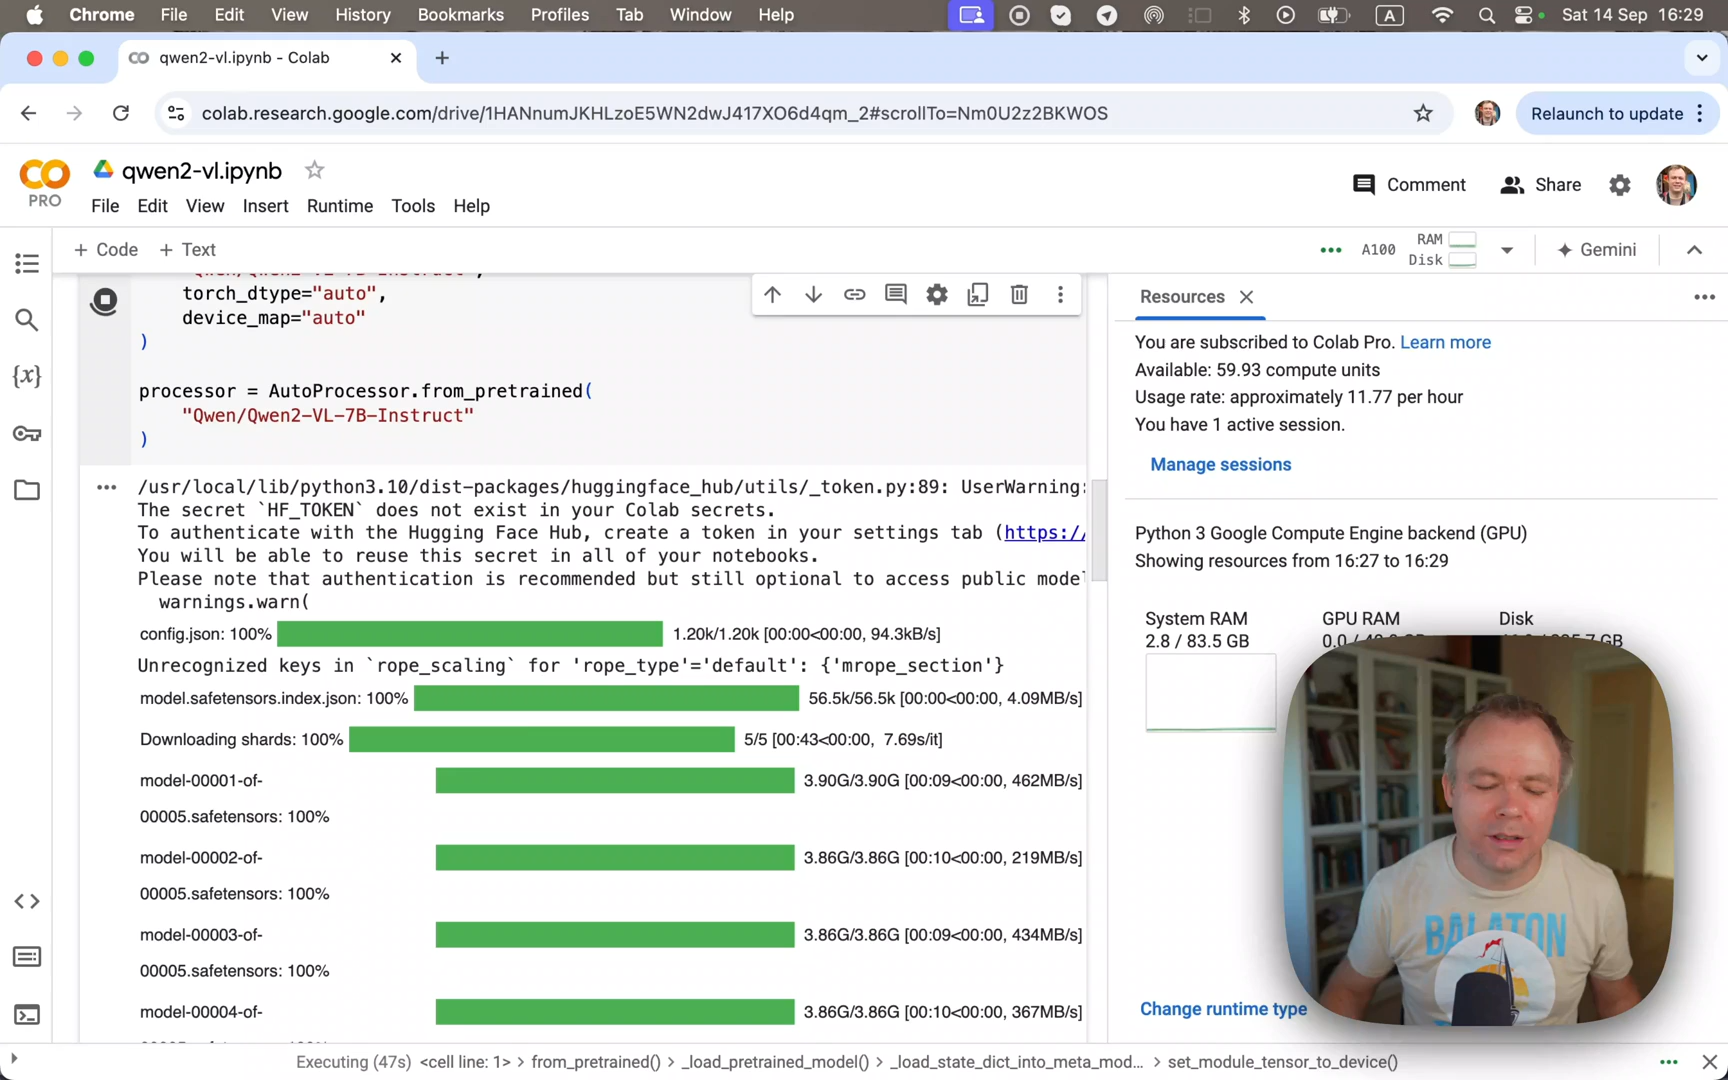 Chrome File Edit View History Bookmarks Profiles Tab Window Help A Sat 14 Sep 16:29
qwen2-vl.ipynb - Colab
colab.research.google.com/drive/1HANnumJKHLzoE5WN2dwJ417XO6d4qm_2#scrollTo=Nm0U2z2BKWOS Relaunch to update
PRO
qwen2-vl.ipynb
Comment Share
File Edit View Insert Runtime Tools Help
+ Code + Text A100 RAM Disk Gemini
torch_dtype="auto",
device_map="auto"
)
processor = AutoProcessor.from_pretrained(
"Qwen/Qwen2-VL-7B-Instruct"
)
/usr/local/lib/python3.10/dist-packages/huggingface_hub/utils/_token.py:89: UserWarning:
The secret `HF_TOKEN` does not exist in your Colab secrets.
To authenticate with the Hugging Face Hub, create a token in your settings tab (https:/
You will be able to reuse this secret in all of your notebooks.
Please note that authentication is recommended but still optional to access public
warnings.warn(
config.json: 100% 1.20k/1.20k [00:00<00:00, 94.3kB/s]
Unrecognized keys in `rope_scaling` for 'rope_type'='default': {'mrope_section'}
model.safetensors.index.json: 100% 56.5k/56.5k [00:00<00:00, 4.09MB/s]
Downloading shards: 100% 5/5 [00:43<00:00, 7.69s/it]
model-00001-of-
00005.safetensors: 100% 3.90G/3.90G [00:09<00:00, 462MB/s]
model-00002-of-
00005.safetensors: 100% 3.86G/3.86G [00:10<00:00, 219MB/s]
model-00003-of-
00005.safetensors: 100% 3.86G/3.86G [00:09<00:00, 434MB/s]
model-00004-of- 3.86G/3.86G [00:10<00:00, 367MB/s]
Resources
You are subscribed to Colab Pro. Learn more
Available: 59.93 compute units
Usage rate: approximately 11.77 per hour
You have 1 active session.
Manage sessions
Python 3 Google Compute Engine backend (GPU)
Showing resources from 16:27 to 16:29
System RAM GPU RAM Disk
2.8 / 83.5 GB
BALATON
Change runtime type
Executing (47s) <cell line: 1> > from_pretrained() > _load_pretrained_model() > _load_state_dict_into_meta_mod... > set_module_tensor_to_device()